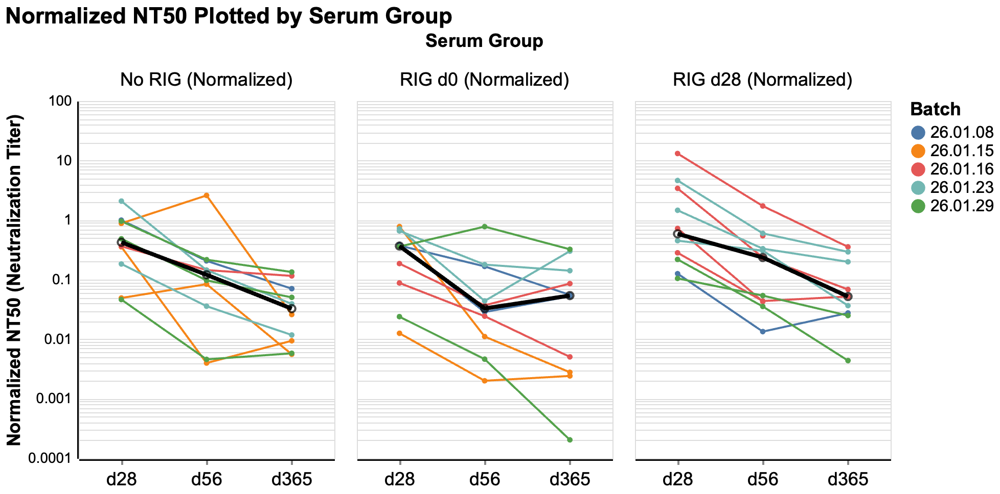 Normalized NT50 Plotted by Serum Group
Serum Group
No RIG (Normalized)
RIG d0 (Normalized)
RIG d28 (Normalized)
Normalized NT50 (Neutralization Titer)
100
10
1
0.1
0.01
0.001
0.0001
d28 d56 d365
d28 d56 d365
d28 d56 d365
Batch
26.01.08
26.01.15
26.01.16
26.01.23
26.01.29